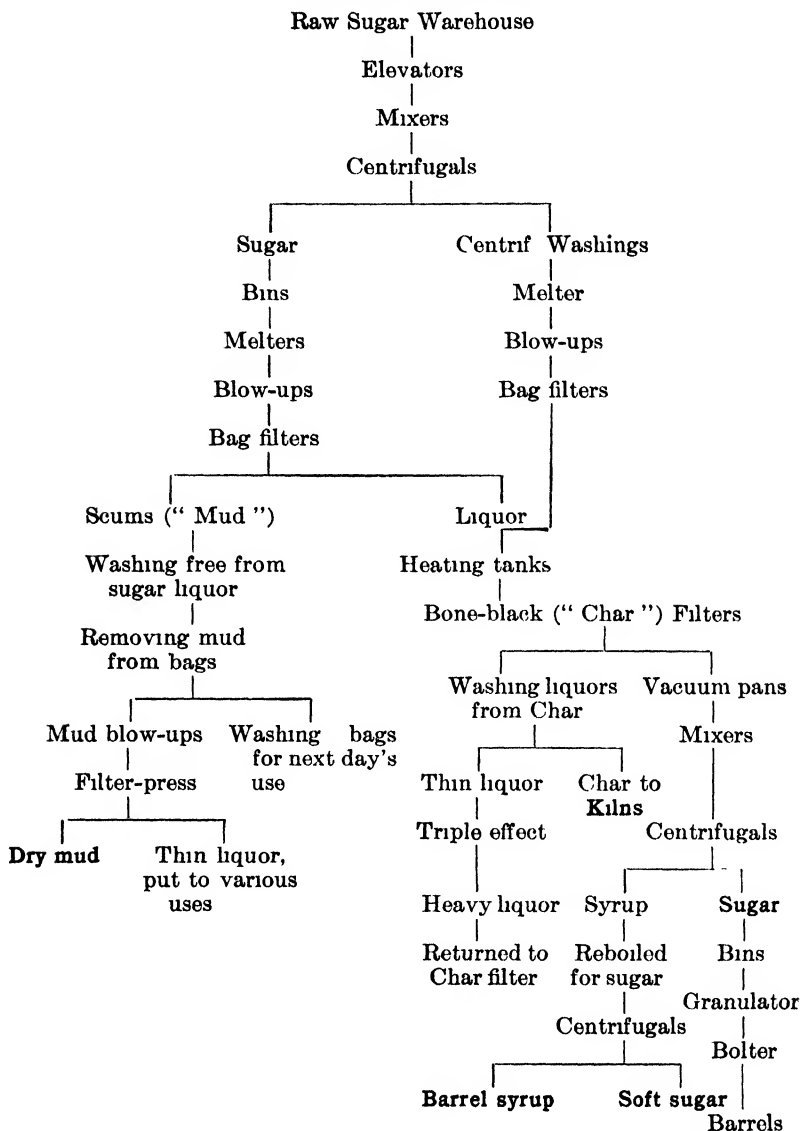 Raw Sugar Warehouse
Elevators
Mixers
Centrifugals
Sugar
Centrif Washings
Bins
Melter
Melters
Blow-ups
Blow-ups
Bag filters
Bag filters
Scums (“ Mud ”)
Liquor
Washing free from
sugar liquor
Heating tanks
Bone-black (“ Char ”) Filters
Removing mud
from bags
Washing liquors
from Char
Vacuum pans
Mud blow-ups
Washing bags
for next day's
use
Mixers
Filter-press
Thin liquor
Char to
Kilns
Dry mud
Thin liquor,
put to various
uses
Triple effect
Centrifugals
Heavy liquor
Syrup
Sugar
Returned to
Char filter
Reboiled
for sugar
Bins
Granulator
Centrifugals
Bolter
Barrel syrup
Soft sugar
Barrels